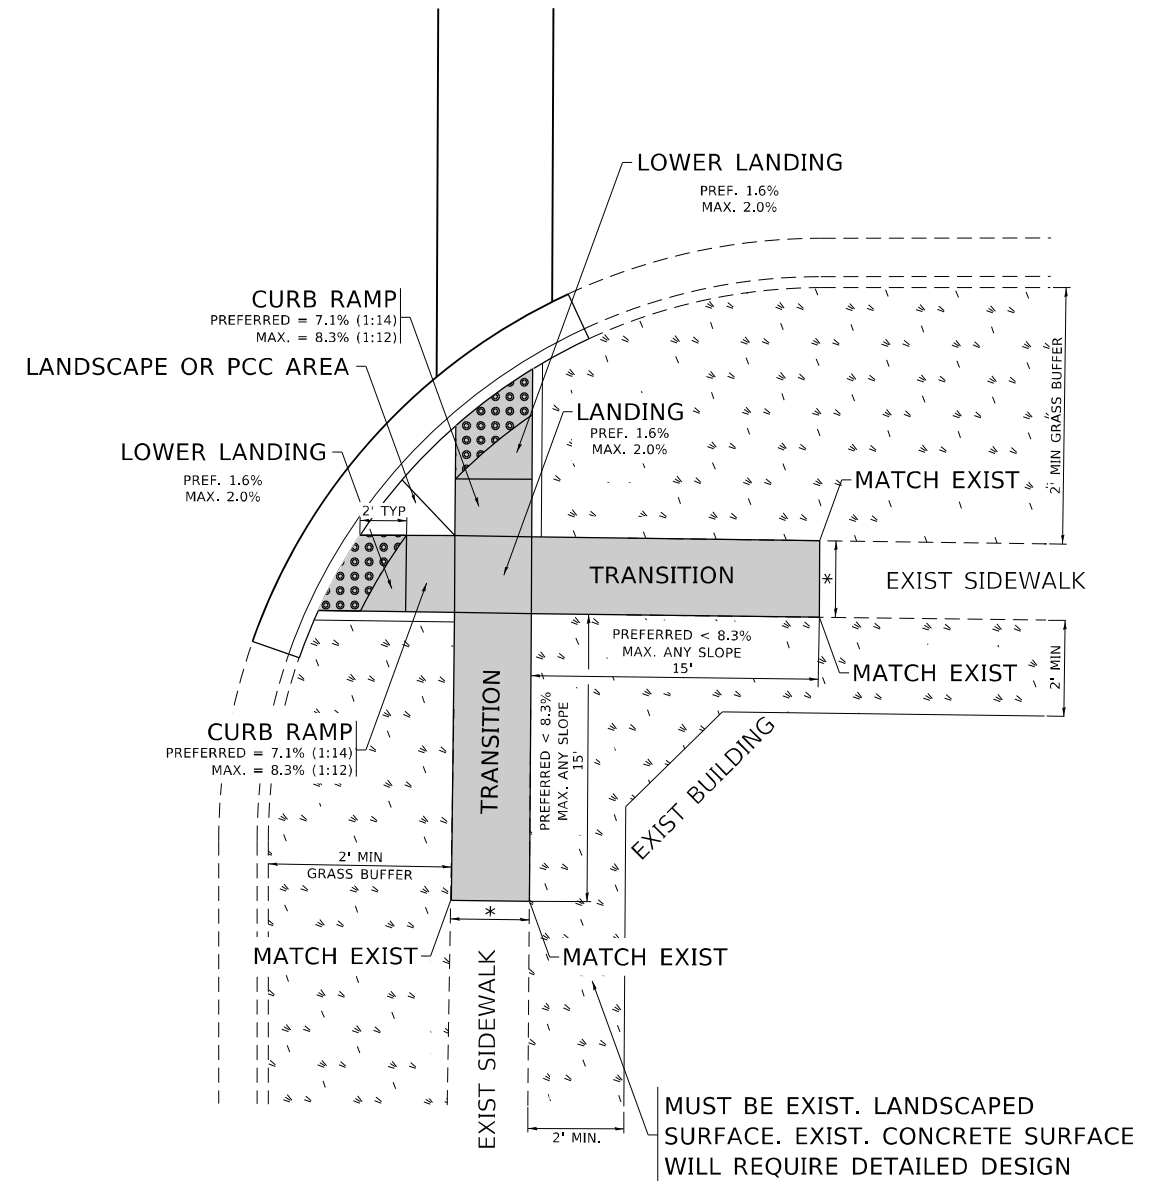 LOWER LANDING
PREF. 1.6%
MAX. 2.0%
CURB RAMP
PREFERRED = 7.1% (1:14)
MAX. = 8.3% (1:12)
LANDSCAPE OR PCC AREA
LANDING
PREF. 1.6%
MAX. 2.0%
LOWER LANDING
PREF. 1.6%
MAX. 2.0%
2' TYP
MATCH EXIST
2' MIN GRASS BUFFER
TRANSITION
*
EXIST SIDEWALK
PREFERRED < 8.3%
MAX. ANY SLOPE
15'
MATCH EXIST
2' MIN
CURB RAMP
PREFERRED = 7.1% (1:14)
MAX. = 8.3% (1:12)
TRANSITION
PREFERRED < 8.3%
MAX. ANY SLOPE
15'
EXIST BUILDING
2' MIN
GRASS BUFFER
*
MATCH EXIST
MATCH EXIST
EXIST SIDEWALK
2' MIN.
MUST BE EXIST. LANDSCAPED
SURFACE. EXIST. CONCRETE SURFACE
WILL REQUIRE DETAILED DESIGN